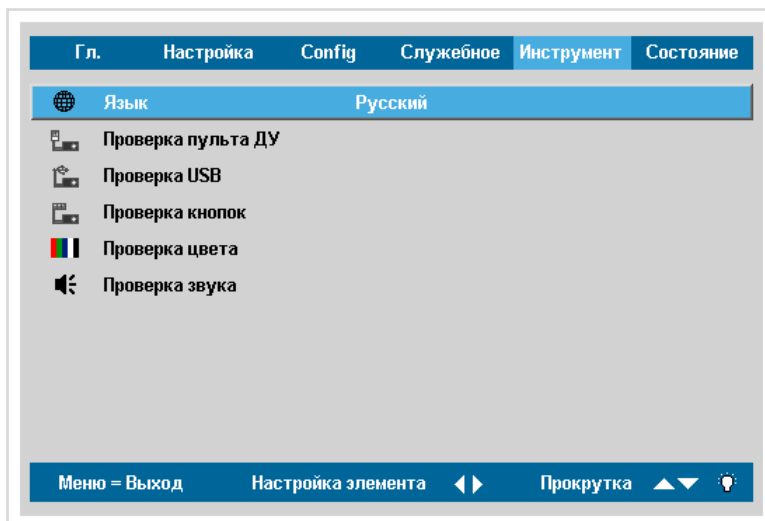 Гл. Настройка Config Служебное Инструмент Состояние
Язык Русский
Проверка пульта ДУ
Проверка USB
Проверка кнопок
Проверка цвета
Проверка звука
Меню = Выход Настройка элемента Прокрутка